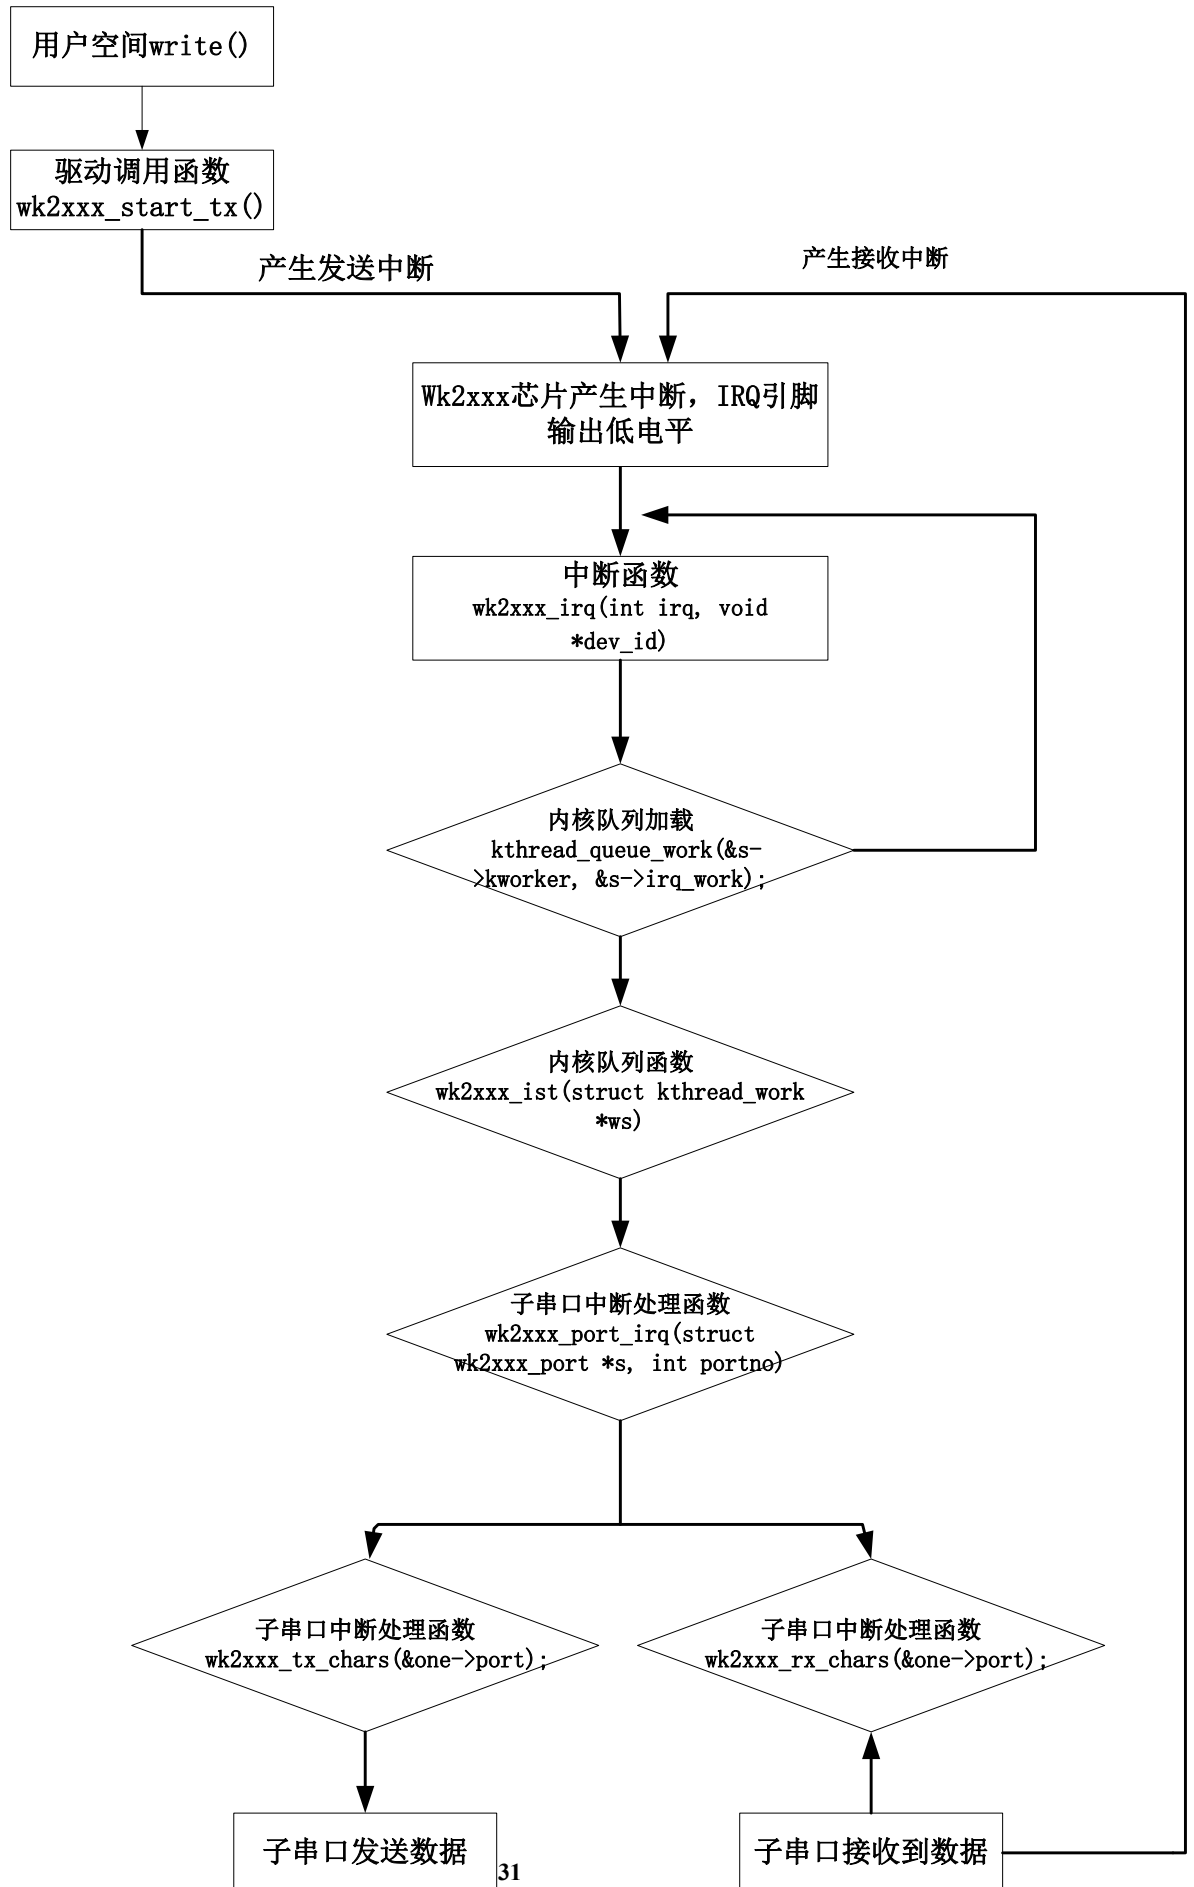 用户空间write()
驱动调用函数
wk2xxx_start_tx()
产生发送中断
产生接收中断
Wk2xxx芯片产生中断，IRQ引脚
输出低电平
中断函数
wk2xxx_irq(int irq, void
*dev_id)
内核队列加载
kthread_queue_work(&s-
>kworker, &s->irq_work);
内核队列函数
wk2xxx_ist(struct kthread_work
*ws)
子串口中断处理函数
wk2xxx_port_irq(struct
wk2xxx_port *s, int portno)
子串口中断处理函数
wk2xxx_tx_chars(&one->port);
子串口中断处理函数
wk2xxx_rx_chars(&one->port);
子串口发送数据
子串口接收到数据
31